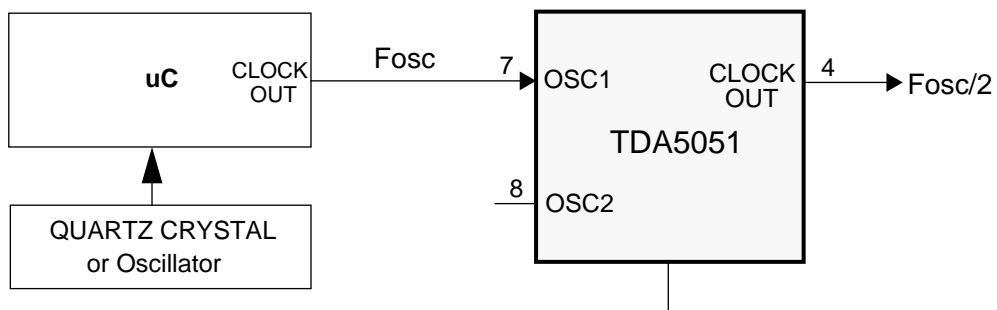 uC
CLOCK
OUT
Fosc
7
OSC1
CLOCK
OUT
4
Fosc/2
TDA5051
8
OSC2
QUARTZ CRYSTAL
or Oscillator